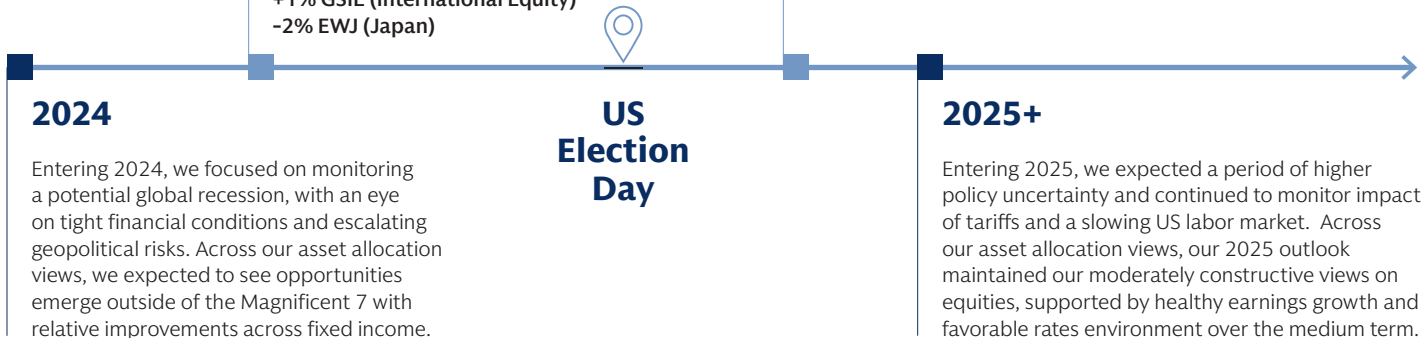 +1% GSIE (International Equity)
-2% EWJ (Japan)
2024
Entering 2024, we focused on monitoring
a potential global recession, with an eye
on tight financial conditions and escalating
geopolitical risks. Across our asset allocation
views, we expected to see opportunities
emerge outside of the Magnificent 7 with
relative improvements across fixed income.
US
Election
Day
2025+
Entering 2025, we expected a period of higher
policy uncertainty and continued to monitor impact
of tariffs and a slowing US labor market.  Across
our asset allocation views, our 2025 outlook
maintained our moderately constructive views on
equities, supported by healthy earnings growth and
favorable rates environment over the medium term.